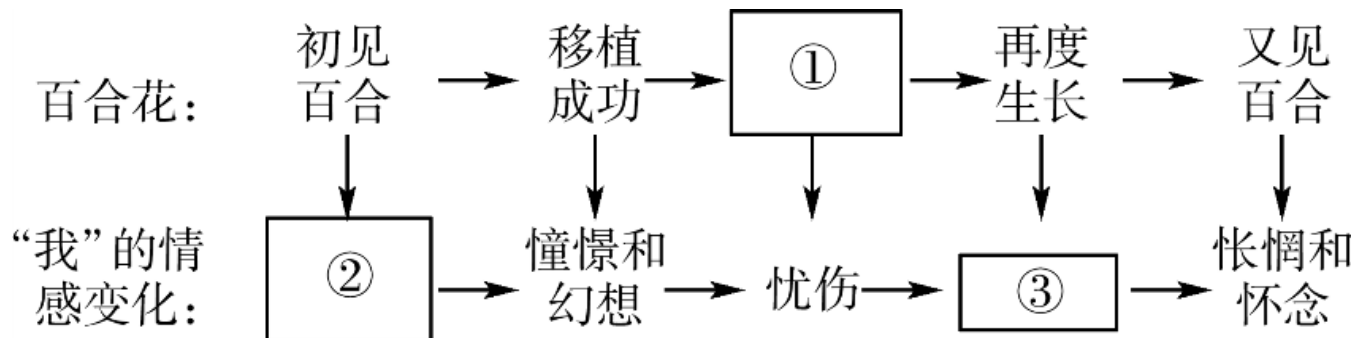 百合花：
初见
百合
移植
成功
①
再度
生长
又见
百合
“我”的情
感变化：
②
憧憬和
幻想
忧伤
③
怅惘和
怀念